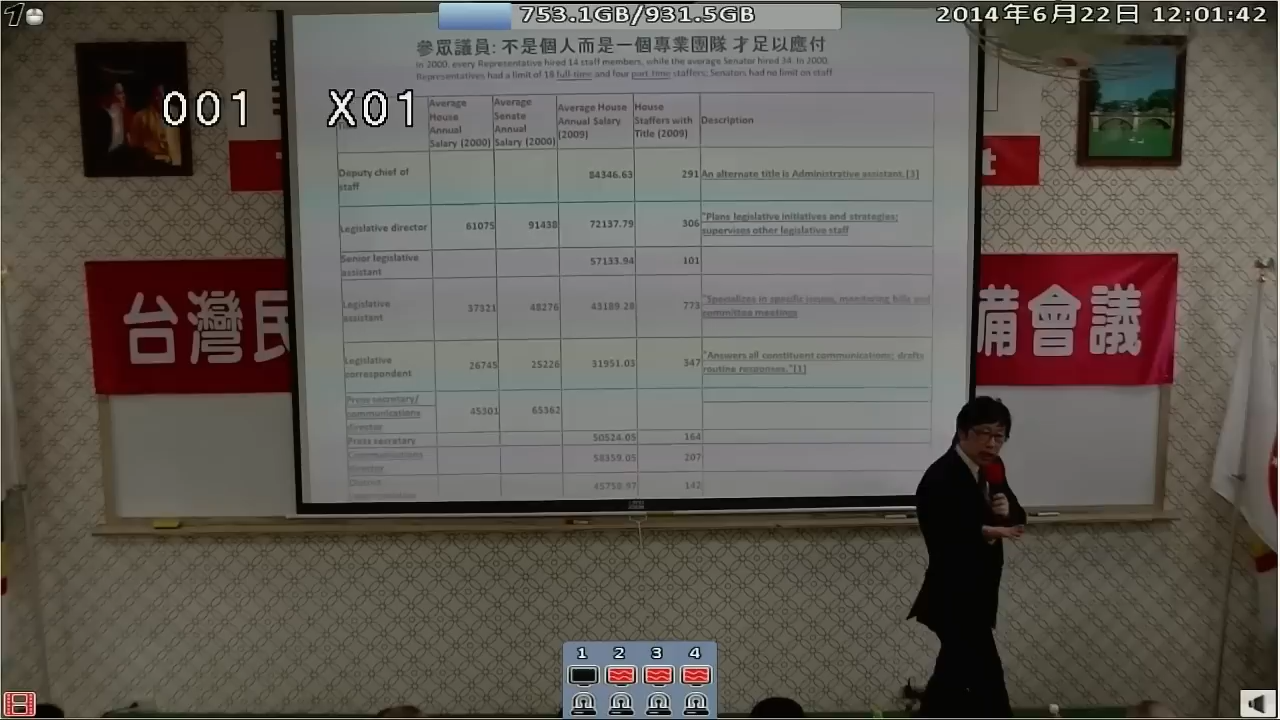 753.1GB/931.5GB
2014年6月22日 12:01:42
001 X01
參眾議員: 不是個人而是一個專業團隊 才足以應付
In 2000, every Representative hired 14 staff members, while the average Senator hired 34. In 2000,
Representatives had a limit of 18 full-time and four part-time staffers; Senators had no limit on staff
Average House Annual Salary (2000)
Average Senate Annual Salary (2000)
Average House Annual Salary (2009)
House Staffers with Title (2009)
Description
Deputy chief of staff 84346.63 291 An alternate title is Administrative assistant.[3]
Legislative director 61075 91438 72137.79 306 "Plans legislative initiatives and strategies; supervises other legislative staff
Senior legislative assistant 57133.94 101
Legislative assistant 37321 48276 43189.28 773 "Specializes in specific issues, monitoring bills and committee meetings
Legislative correspondent 26745 25226 31951.03 347 "Answers all constituent communications; drafts routine responses."[1]
Press secretary/ communications director 45301 65362
Press secretary 50524.05 164
Communications director 58359.05 207
45758.97 142
t
台灣民
備會議
1 2 3 4